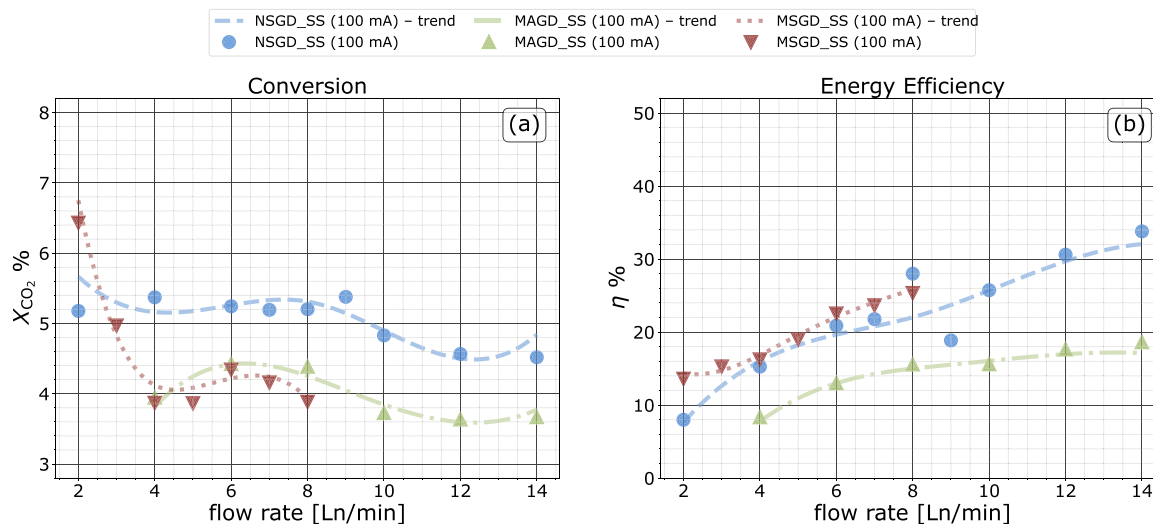 NSGD_SS (100 mA) – trend
MAGD_SS (100 mA) – trend
MSGD_SS (100 mA) – trend
NSGD_SS (100 mA)
MAGD_SS (100 mA)
MSGD_SS (100 mA)
Conversion
(a)
8
7
6
5
4
3
X_CO₂ %
2 4 6 8 10 12 14
flow rate [Ln/min]
Energy Efficiency
(b)
50
40
30
20
10
0
η %
2 4 6 8 10 12 14
flow rate [Ln/min]